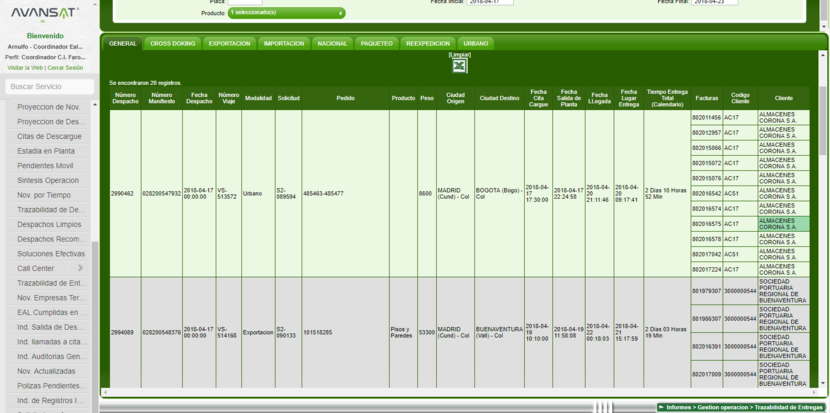 AVANSAT
Bienvenido
Arnulfo - Coordinador Eal...
Perfil: Coordinador C.I. Faro...
Visitar la Web | Cerrar Sesión
Buscar Servicio
Proyeccion de Nov.
Proyeccion de Des...
Citas de Descargue
Estadia en Planta
Pendientes Movil
Sintesis Operacion
Nov. por Tiempo
Trazabilidad de De...
Despachos Limpios
Despachos Recom...
Soluciones Efectivas
Call Center
Trazabilidad de Ent...
Nov. Empresas Ter...
EAL Cumplidas en ...
Ind. Salida de Des...
Ind. llamadas a cita...
Ind. Auditorias Gen...
Nov. Actualizadas
Polizas Pendientes...
Ind. de Registros I...
Placa:
Fecha Inicial: 2018-04-17
Fecha Final: 2018-04-23
Producto 1 seleccionado(s)
GENERAL CROSS DOKING EXPORTACION IMPORTACION NACIONAL PAQUETEO REEXPEDICION URBANO
[Limpiar]
Se encontraron 20 registros.
Número Despacho Número Manifiesto Fecha Despacho Número Viaje Modalidad Solicitud Pedido Producto Peso Ciudad Origen Ciudad Destino Fecha Cita Cargue Fecha Salida de Planta Fecha LLegada Fecha Lugar Entrega Tiempo Entrega Total (Calendario) Facturas Codigo Cliente Cliente
2990462 028200547932 2018-04-17 00:00:00 VS-513572 Urbano S2-089594 485463-485477 8600 MADRID (Cund) - Col BOGOTA (Bogo) - Col 2018-04-17 17:30:00 2018-04-17 22:24:58 2018-04-20 21:11:46 2018-04-20 09:17:41 2 Dias 10 Horas 52 Min
802011456 AC17 ALMACENES CORONA S.A.
802012957 AC17 ALMACENES CORONA S.A.
802015066 AC17 ALMACENES CORONA S.A.
802015072 AC17 ALMACENES CORONA S.A.
802015076 AC17 ALMACENES CORONA S.A.
802016542 AC51 ALMACENES CORONA S.A.
802016574 AC17 ALMACENES CORONA S.A.
802016575 AC17 ALMACENES CORONA S.A.
802016578 AC17 ALMACENES CORONA S.A.
802017042 AC51 ALMACENES CORONA S.A.
802017224 AC17 ALMACENES CORONA S.A.
2994089 028200548376 2018-04-17 00:00:00 VS-514168 Exportacion S2-090133 101518285 Pisos y Paredes 53300 MADRID (Cund) - Col BUENAVENTURA (Vall) - Col 2018-04-19 10:10:00 2018-04-19 11:58:08 2018-04-22 00:18:03 2018-04-21 15:17:59 2 Dias 03 Horas 19 Min
801979307 3000000544 SOCIEDAD PORTUARIA REGIONAL DE BUENAVENTURA
801986307 3000000544 SOCIEDAD PORTUARIA REGIONAL DE BUENAVENTURA
802016391 3000000544 SOCIEDAD PORTUARIA REGIONAL DE BUENAVENTURA
802017009 3000000544 SOCIEDAD PORTUARIA REGIONAL DE BUENAVENTURA
Informes > Gestion operacion > Trazabilidad de Entregas